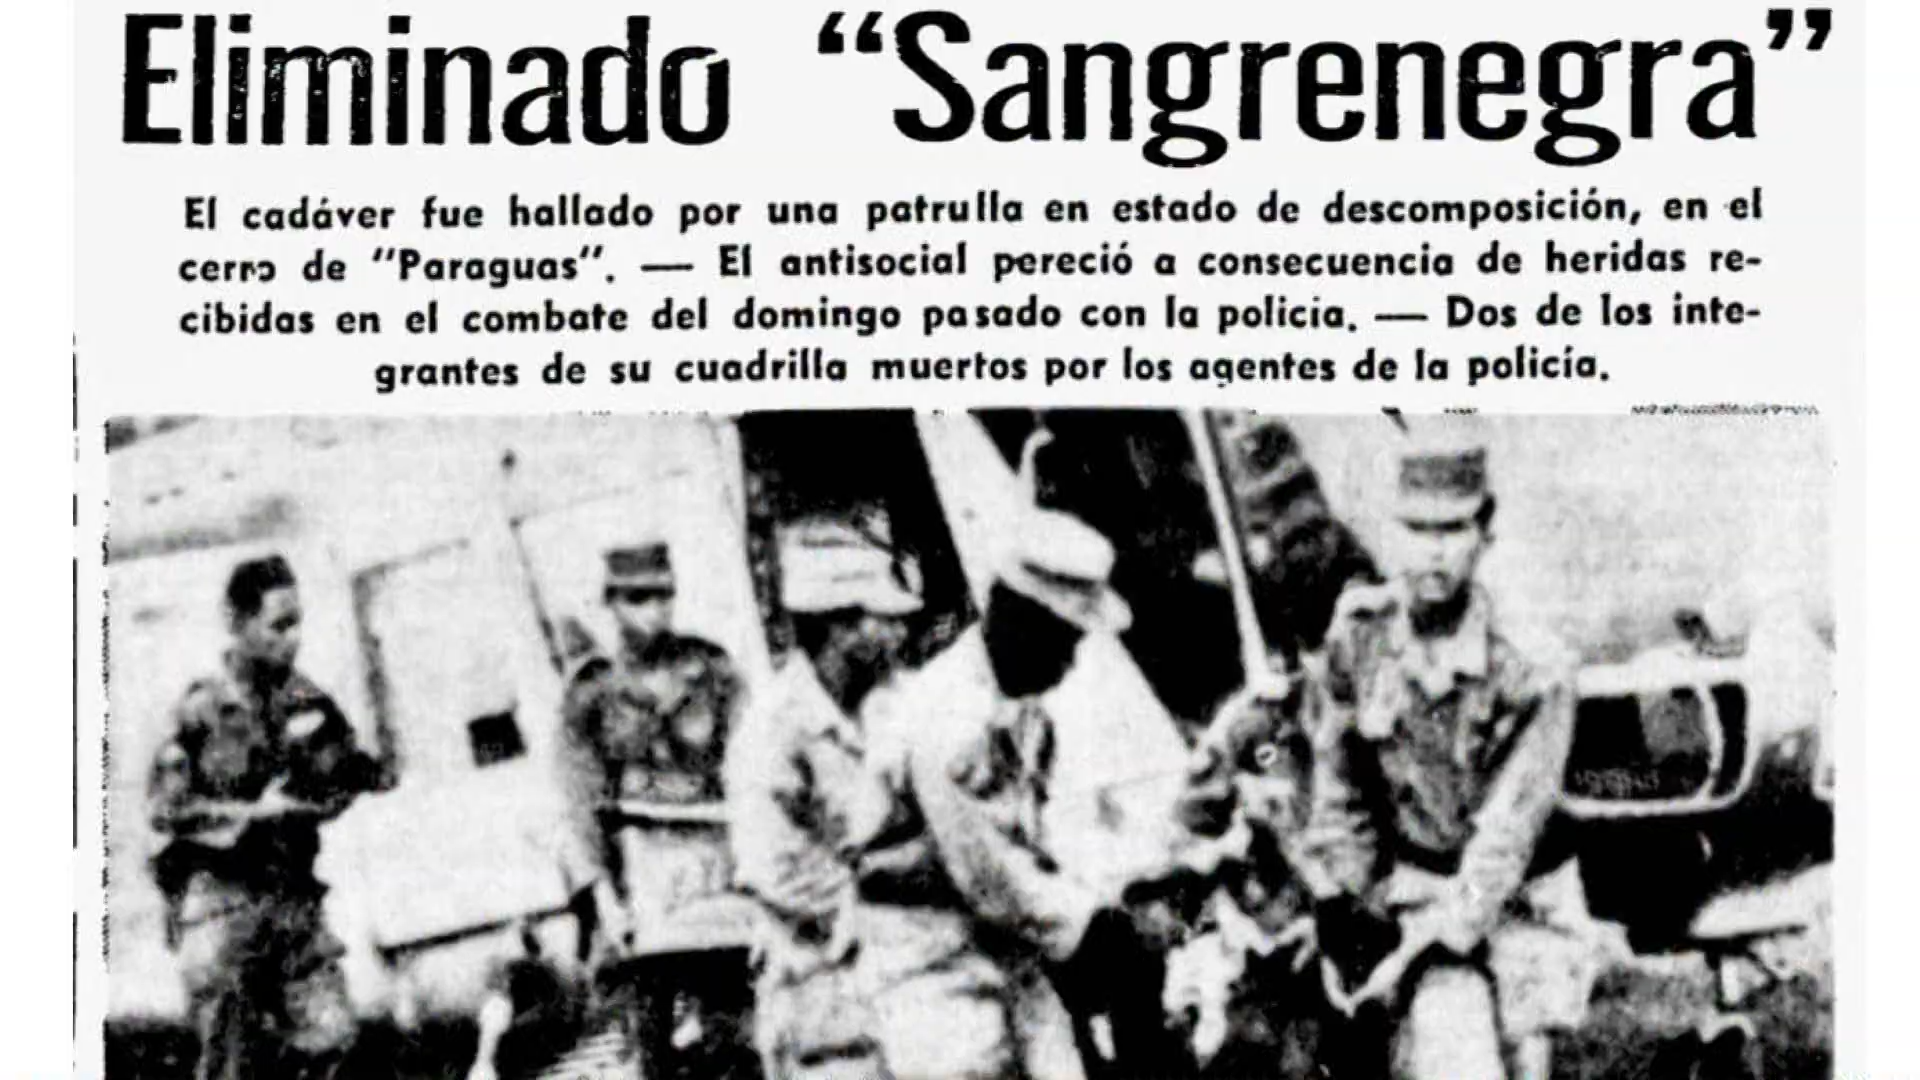 Eliminado “Sangrenegra”
El cadáver fue hallado por una patrulla en estado de descomposición, en el
cerro de "Paraguas". — El antisocial pereció a consecuencia de heridas re-
cibidas en el combate del domingo pasado con la policía. — Dos de los inte-
grantes de su cuadrilla muertos por los agentes de la policía.